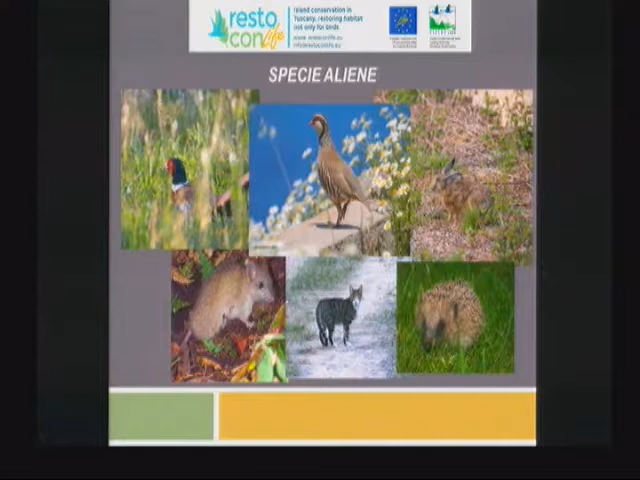 resto
con life
Island conservation in
Tuscany, restoring habitat
not only for birds
www.restoconlife.eu
info@restoconlife.eu
SPECIE ALIENE